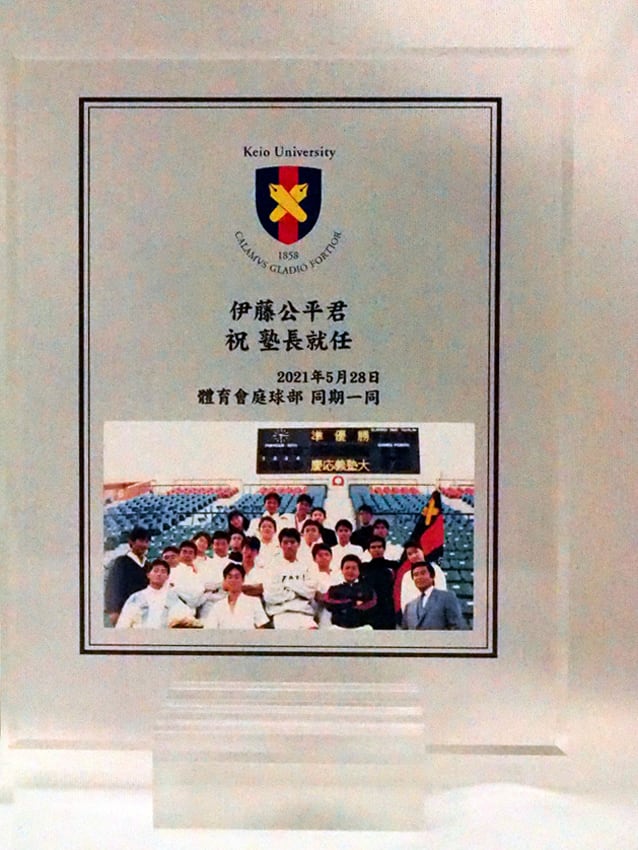 Keio University
1858
CALAMVS GLADIO FORTIOR
伊藤公平君
祝 塾長就任
2021年5月28日
體育會庭球部 同期一同
準優勝
慶応義塾大